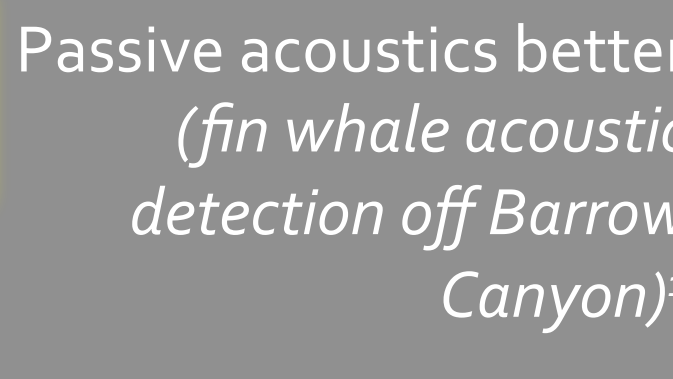 Passive acoustics better
(fin whale acoustic
detection off Barrow
Canyon)